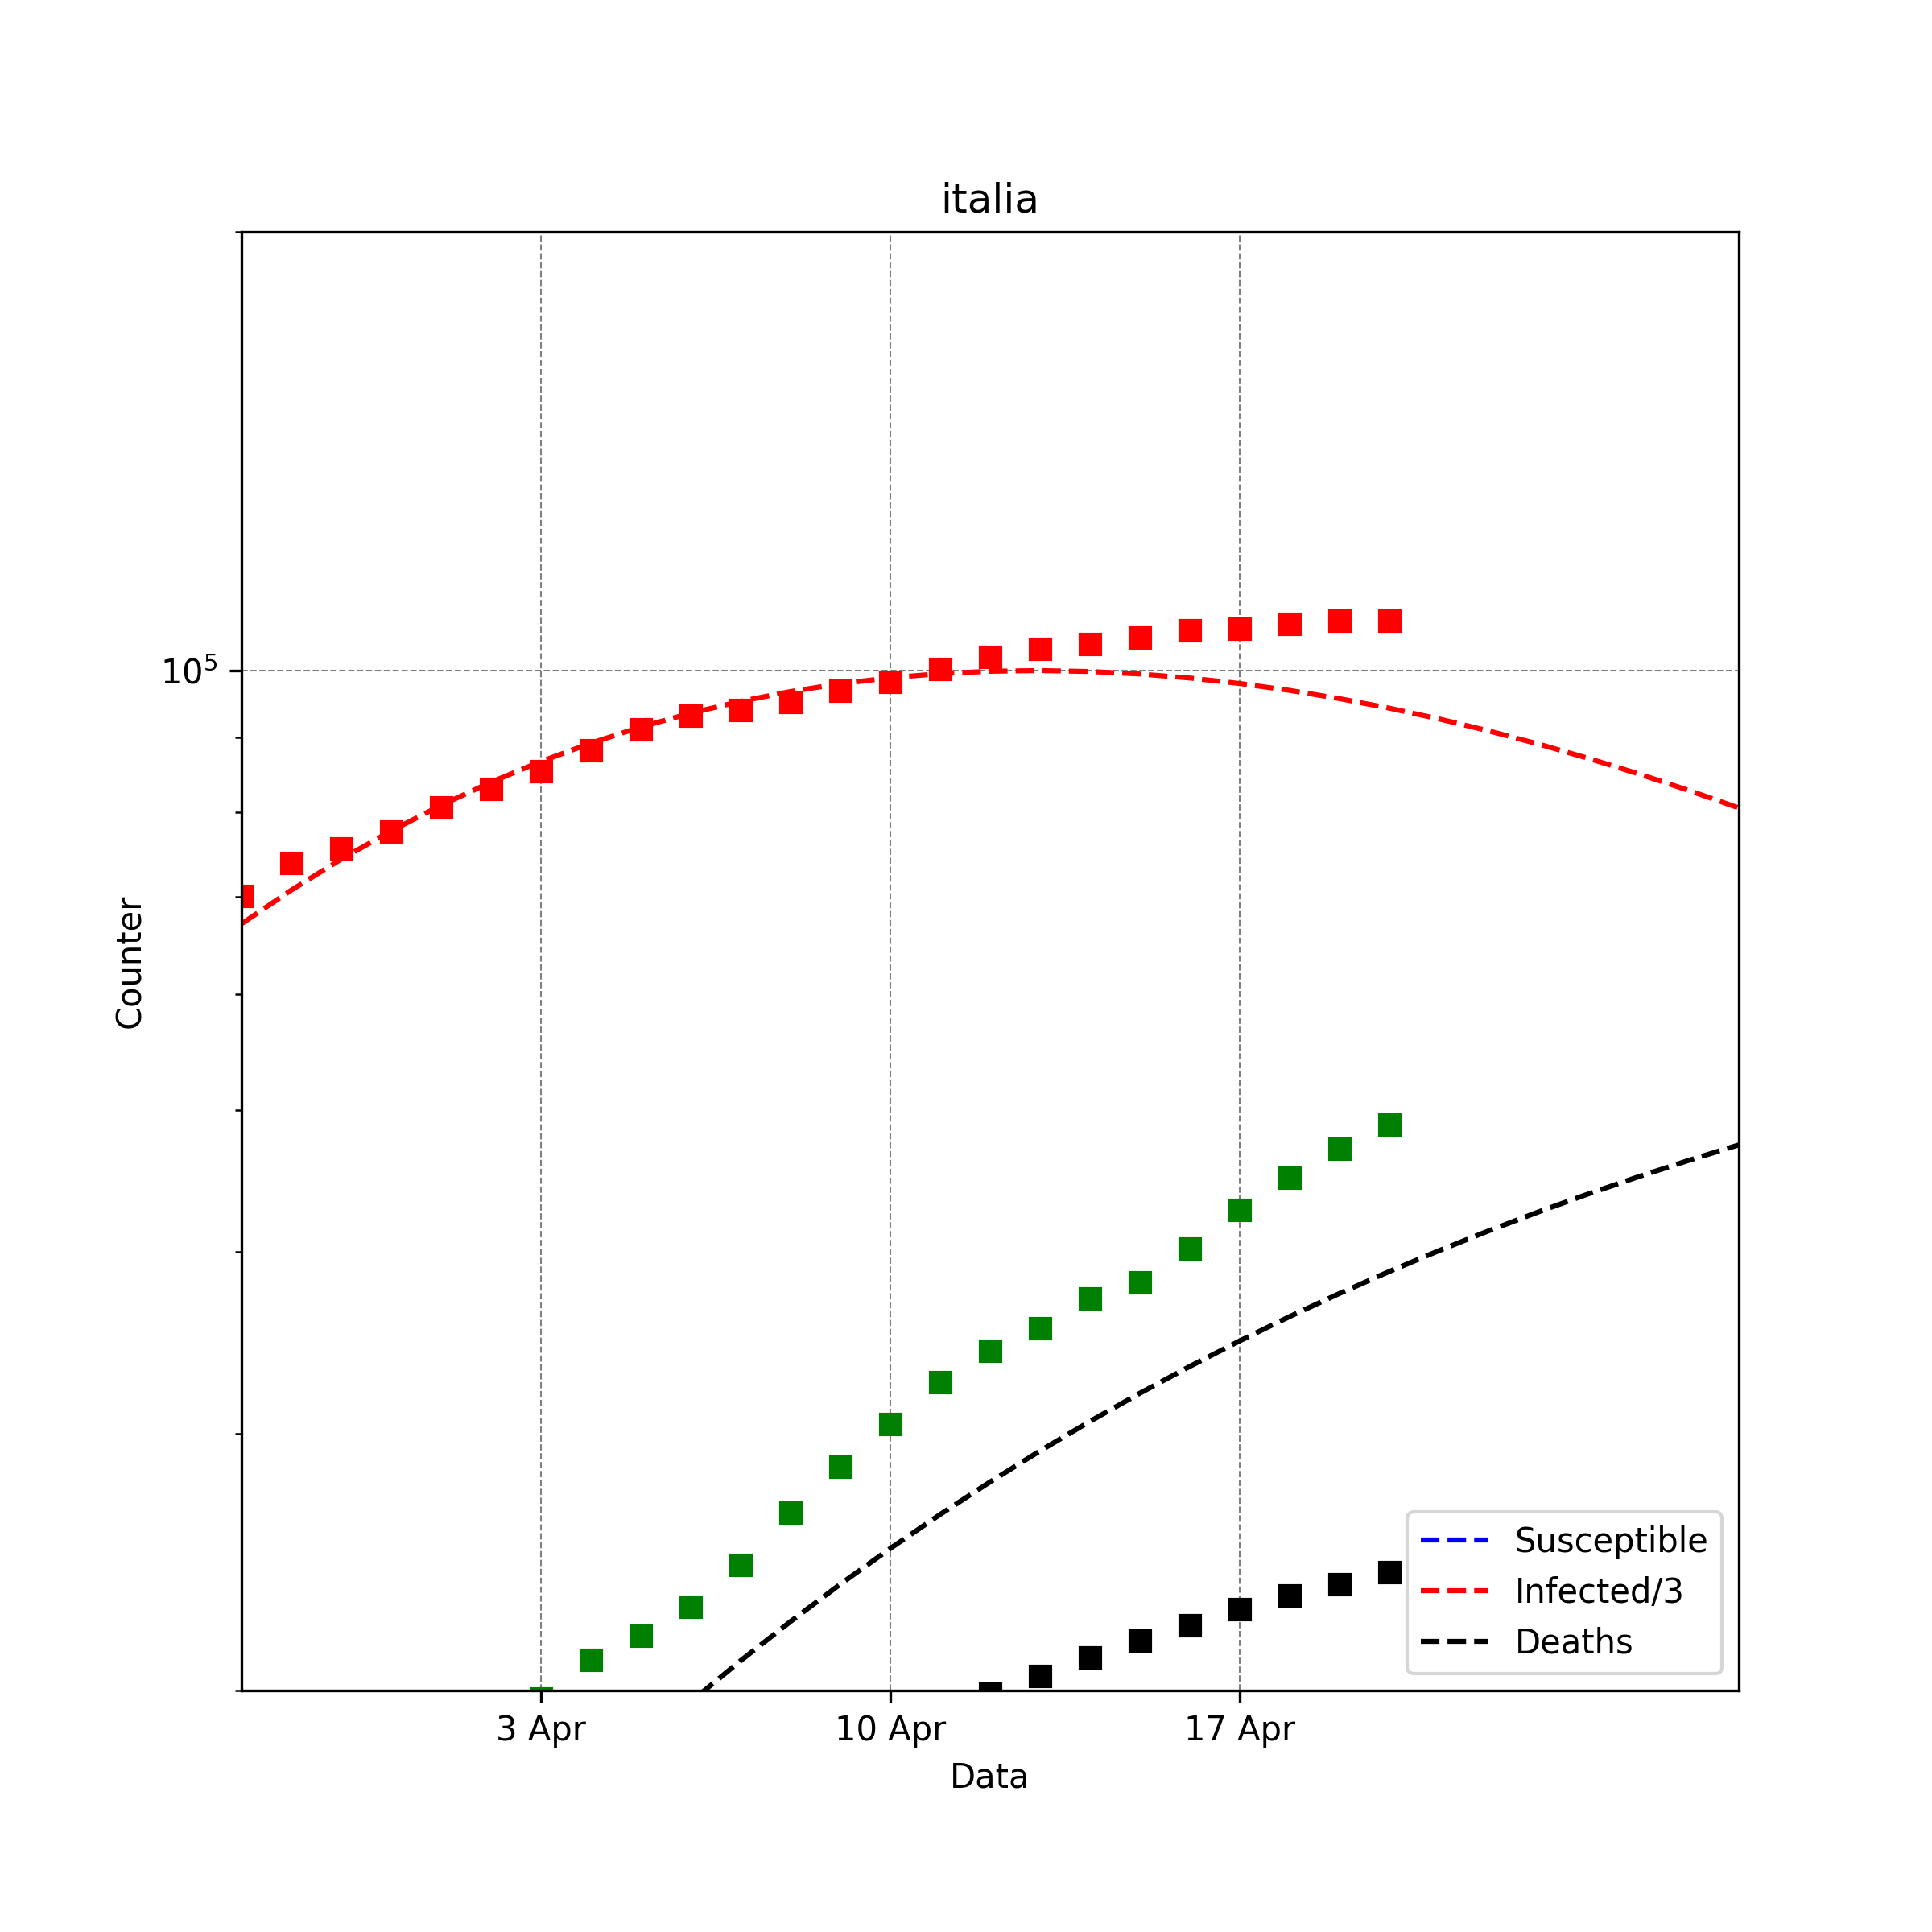 italia
10⁵
Counter
3 Apr
10 Apr
17 Apr
Data
Susceptible
Infected/3
Deaths